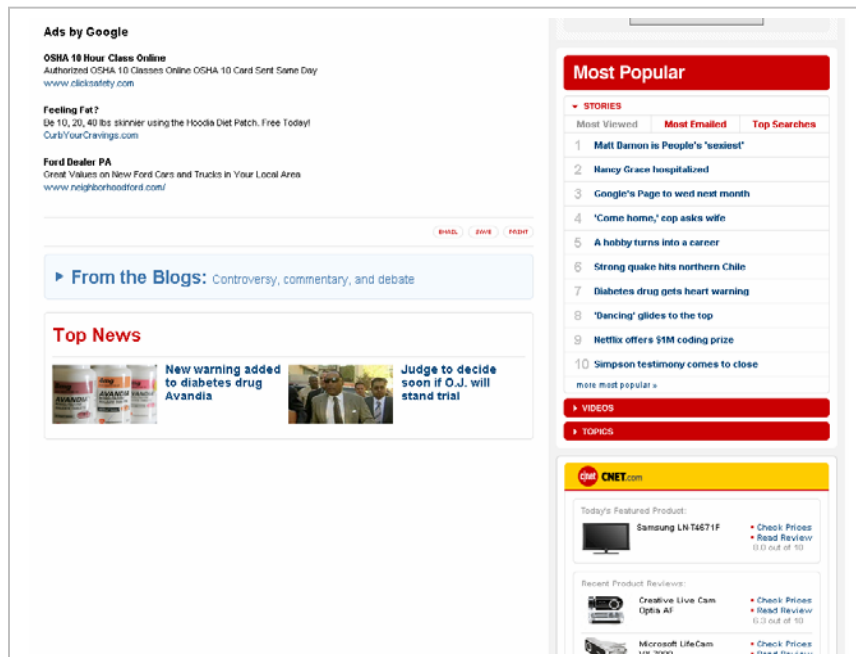 Ads by Google
OSHA 10 Hour Class Online
Authorized OSHA 10 Classes Online OSHA 10 Card Sent Same Day
www.clicksafety.com
Feeling Fat?
Be 10, 20, 40 lbs skinnier using the Hoodia Diet Patch. Free Today!
CurbYourCravings.com
Ford Dealer PA
Great Values on New Ford Cars and Trucks in Your Local Area
www.neighborhoodford.com/
EMAIL SAVE PRINT
From the Blogs: Controversy, commentary, and debate
Top News
New warning added
to diabetes drug
Avandia
AVANDIA
AVANDIA
Judge to decide
soon if O.J. will
stand trial
Most Popular
STORIES
Most Viewed Most Emailed Top Searches
1 Matt Damon is People's 'sexiest'
2 Nancy Grace hospitalized
3 Google's Page to wed next month
4 'Come home,' cop asks wife
5 A hobby turns into a career
6 Strong quake hits northern Chile
7 Diabetes drug gets heart warning
8 'Dancing' glides to the top
9 Netflix offers $1M coding prize
10 Simpson testimony comes to close
more most popular »
VIDEOS
TOPICS
c|net CNET.com
Today's Featured Product:
Samsung LN-T4671F
• Check Prices
• Read Review
8.0 out of 10
Recent Product Reviews:
Creative Live Cam
Optia AF
• Check Prices
• Read Review
6.3 out of 10
Microsoft LifeCam
• Check Prices
• Read Review